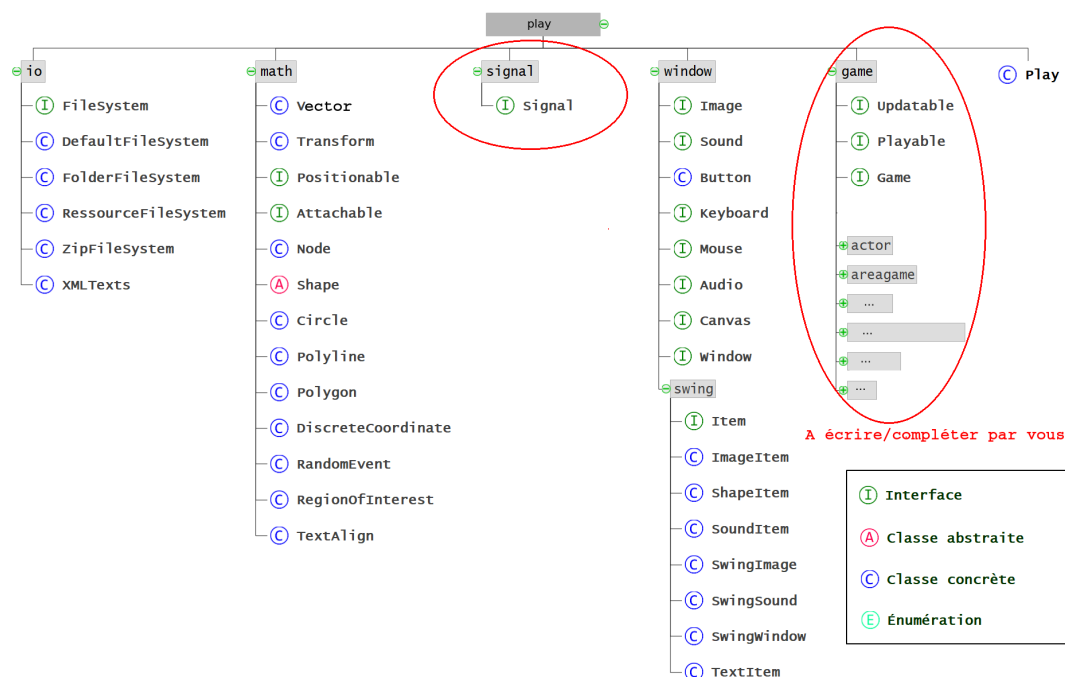 play
io
I FileSystem
C DefaultFileSystem
C FolderFileSystem
C RessourceFileSystem
C ZipFileSystem
C XMLTexts
math
C Vector
C Transform
I Positionable
I Attachable
C Node
A Shape
C Circle
C Polyline
C Polygon
C DiscreteCoordinate
C RandomEvent
C RegionOfInterest
C TextAlign
signal
I Signal
window
I Image
I Sound
C Button
I Keyboard
I Mouse
I Audio
I Canvas
I Window
swing
I Item
C ImageItem
C ShapeItem
C SoundItem
C SwingImage
C SwingSound
C SwingWindow
C TextItem
game
I Updatable
I Playable
I Game
actor
areagame
...
...
...
...
C Play
A écrire/compléter par vous
I Interface
A Classe abstraite
C Classe concrète
E Énumération